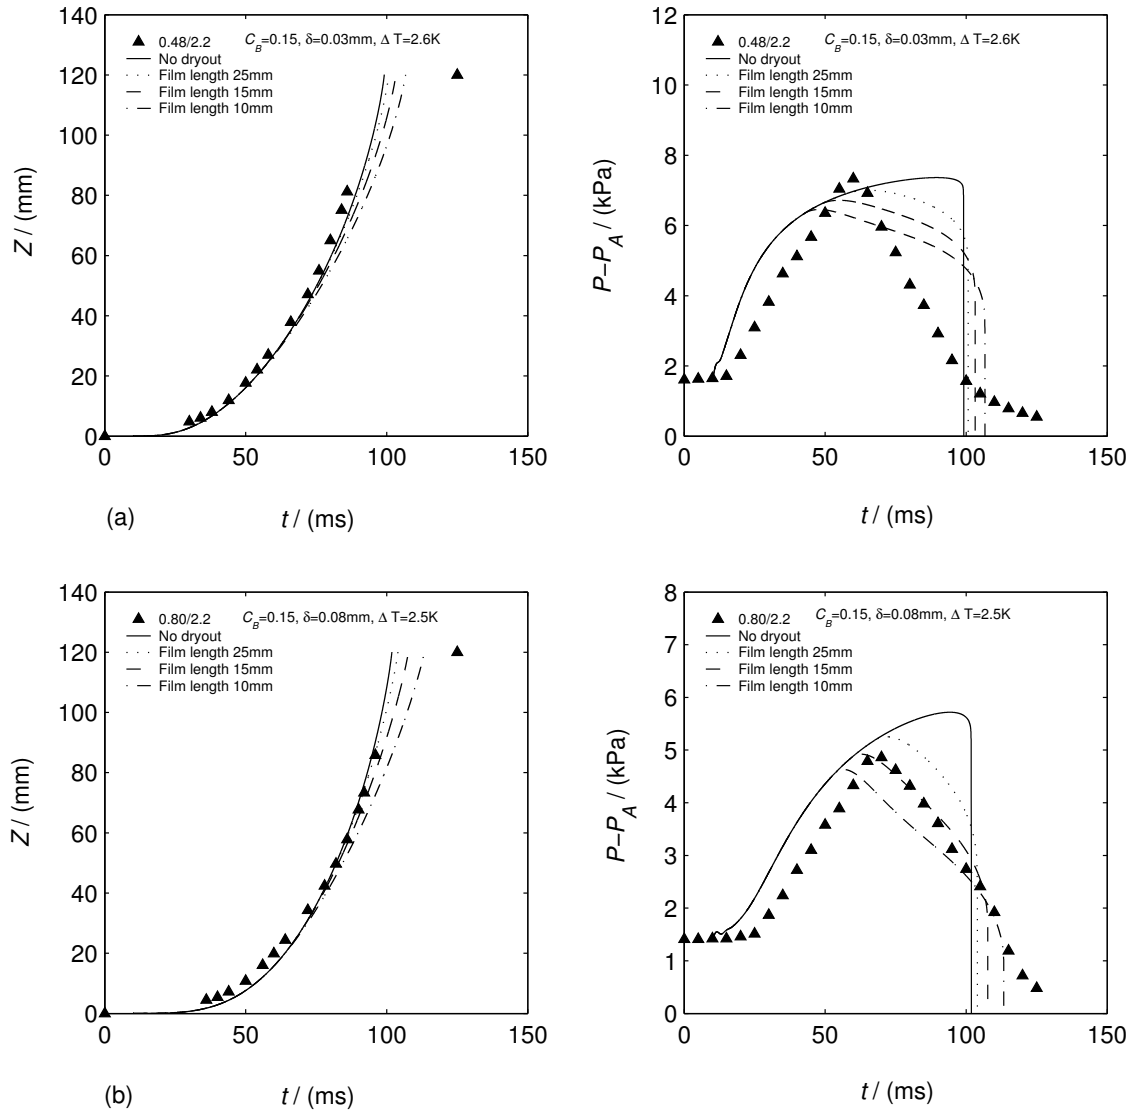 140
120
100
80
60
40
20
0
Z / (mm)
0.48/2.2
C_B=0.15, δ=0.03mm, Δ T=2.6K
No dryout
Film length 25mm
Film length 15mm
Film length 10mm
0 50 100 150
(a)
t / (ms)
12
10
8
6
4
2
0
P–P_A / (kPa)
0.48/2.2
C_B=0.15, δ=0.03mm, Δ T=2.6K
No dryout
Film length 25mm
Film length 15mm
Film length 10mm
0 50 100 150
t / (ms)
140
120
100
80
60
40
20
0
Z / (mm)
0.80/2.2
C_B=0.15, δ=0.08mm, Δ T=2.5K
No dryout
Film length 25mm
Film length 15mm
Film length 10mm
0 50 100 150
(b)
t / (ms)
8
7
6
5
4
3
2
1
0
P–P_A / (kPa)
0.80/2.2
C_B=0.15, δ=0.08mm, Δ T=2.5K
No dryout
Film length 25mm
Film length 15mm
Film length 10mm
0 50 100 150
t / (ms)